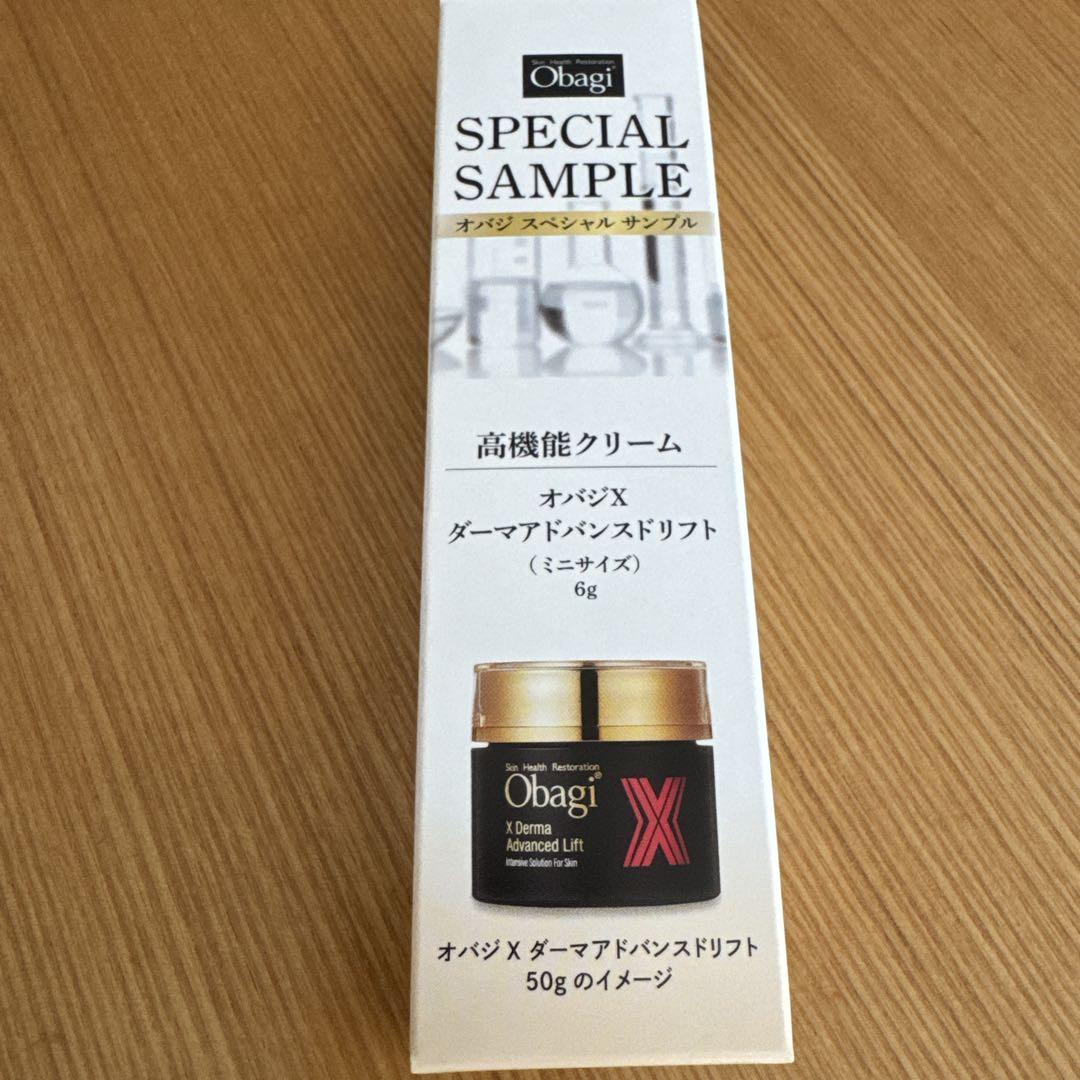 Skin Health Restoration
Obagi®
SPECIAL
SAMPLE
オバジ スペシャル サンプル
高機能クリーム
オバジX
ダーマアドバンスドリフト
（ミニサイズ）
6g
Skin Health Restoration
Obagi®
X
X Derma
Advanced Lift
Intensive Solution For Skin
オバジ X ダーマアドバンスドリフト
50g のイメージ